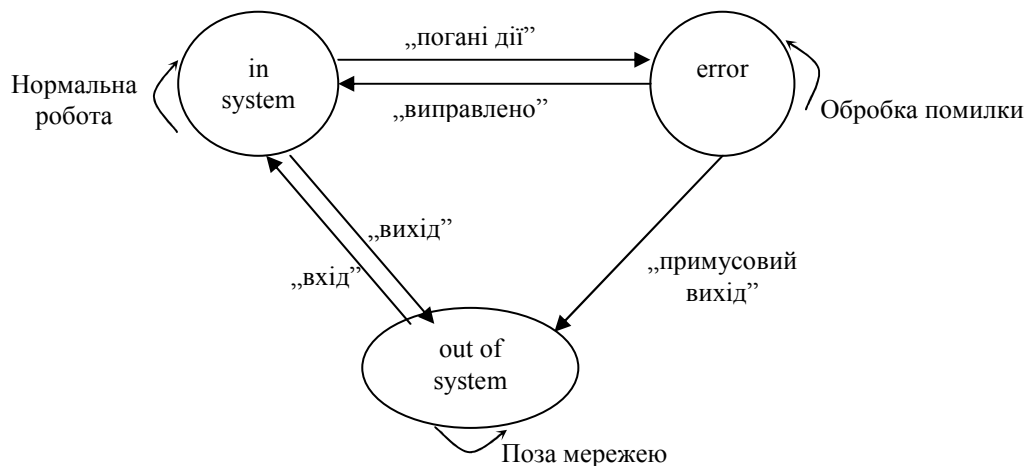 „погані дії”
in
system
error
Нормальна
робота
„виправлено”
Обробка помилки
„вихід”
„вхід”
„примусовий
вихід”
out of
system
Поза мережею